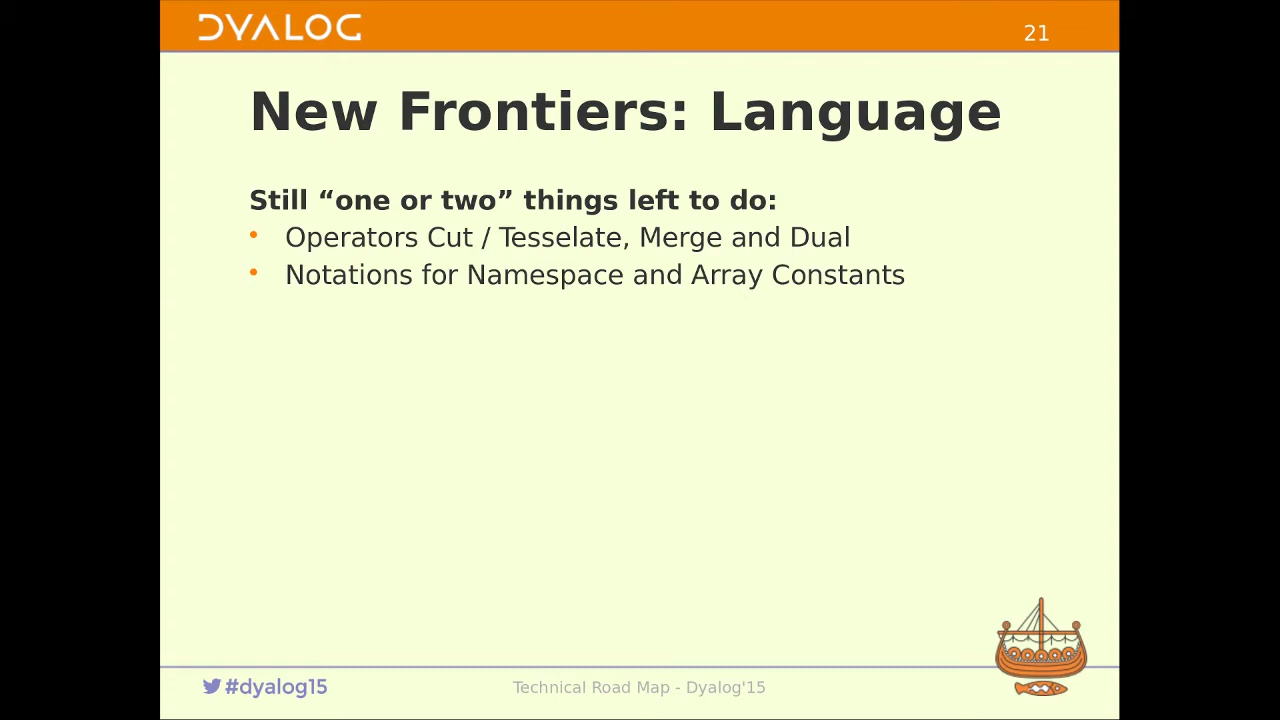 DYALOG
21
New Frontiers: Language
Still “one or two” things left to do:
• Operators Cut / Tesselate, Merge and Dual
• Notations for Namespace and Array Constants
#dyalog15
Technical Road Map - Dyalog'15